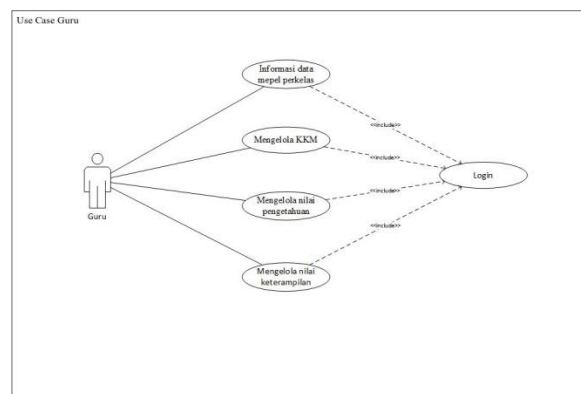 Use Case Guru
Informasi data
mepel perkelas
<<include>>
Mengelola KKM
<<include>>
Login
<<include>>
Mengelola nilai
pengetahuan
Guru
<<include>>
Mengelola nilai
keterampilan